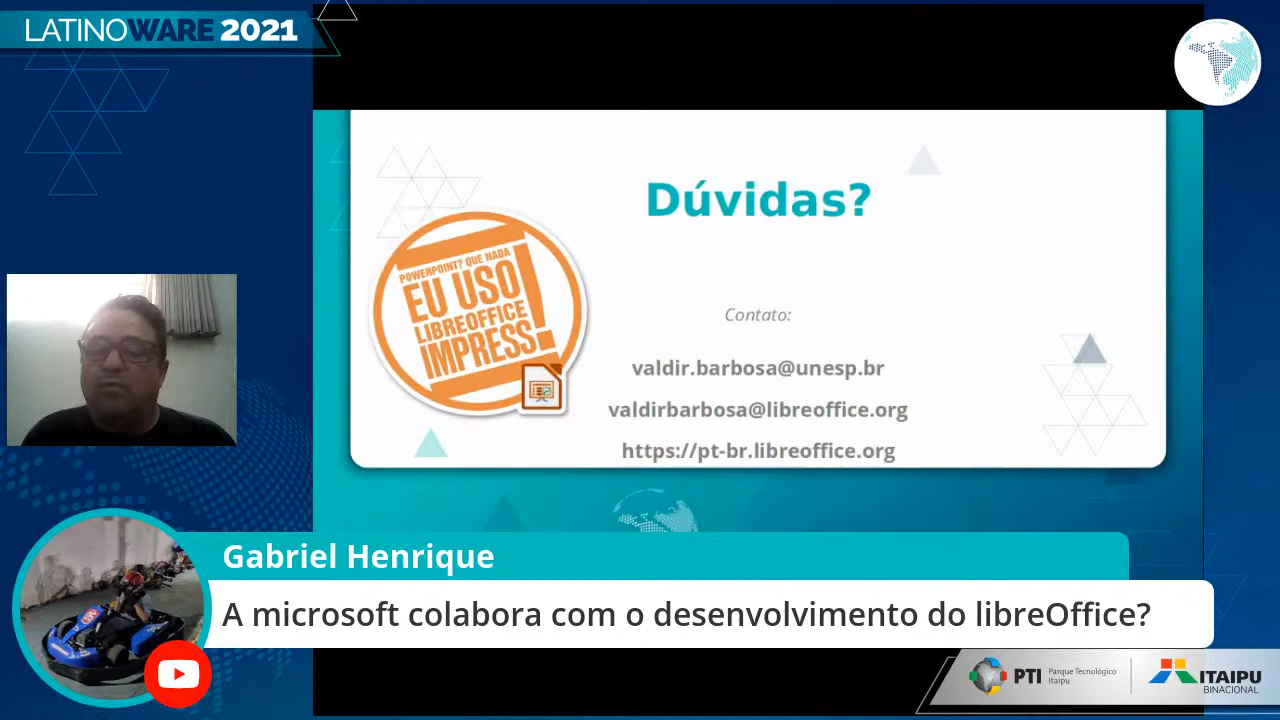 LATINOWARE 2021
Dúvidas?
POWERPOINT? QUE NADA
EU USO
LIBREOFFICE
IMPRESS!
Contato:
valdir.barbosa@unesp.br
valdirbarbosa@libreoffice.org
https://pt-br.libreoffice.org
Gabriel Henrique
A microsoft colabora com o desenvolvimento do libreOffice?
PTI
Parque Tecnológico
Itaipu
ITAIPU
BINACIONAL